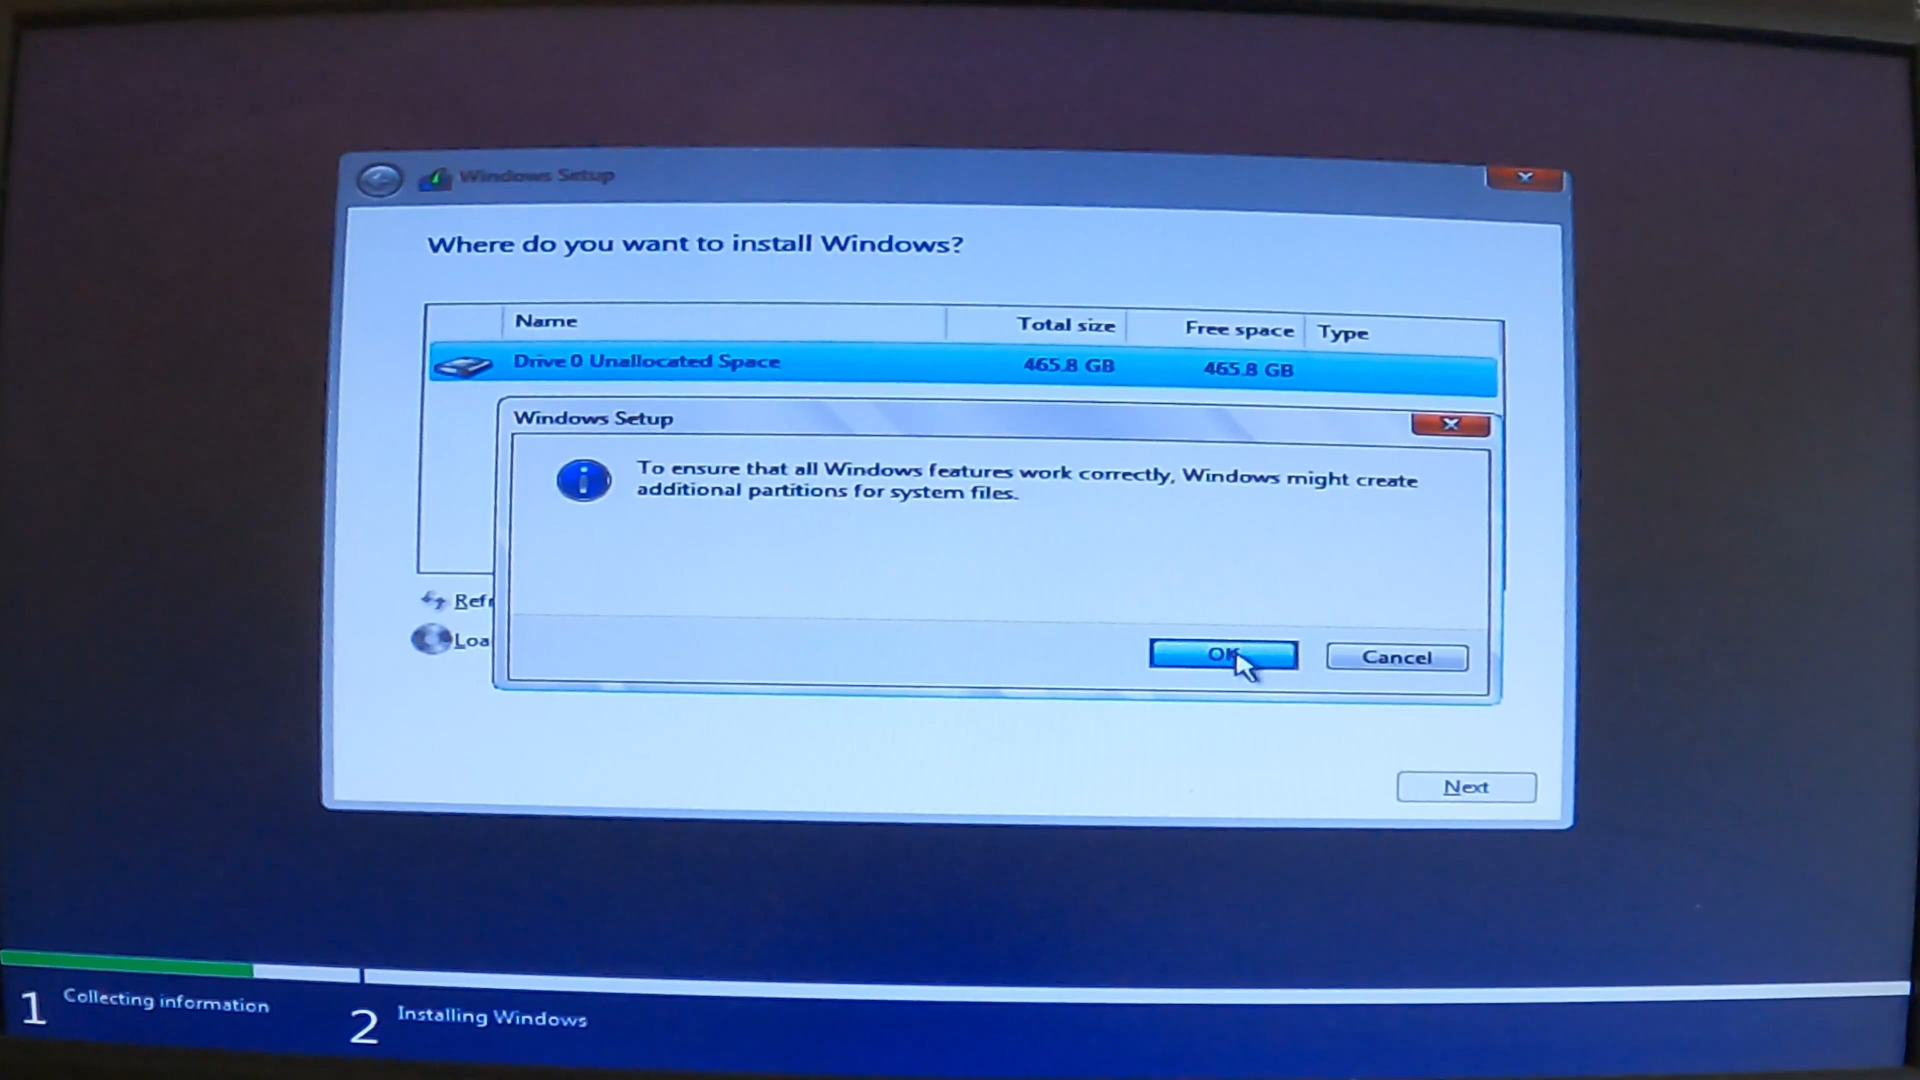 Windows Setup
Where do you want to install Windows?
Name Total size Free space Type
Drive 0 Unallocated Space 465.8 GB 465.8 GB
Windows Setup
To ensure that all Windows features work correctly, Windows might create
additional partitions for system files.
Refr
Loa
OK Cancel
Next
1 Collecting information
2 Installing Windows